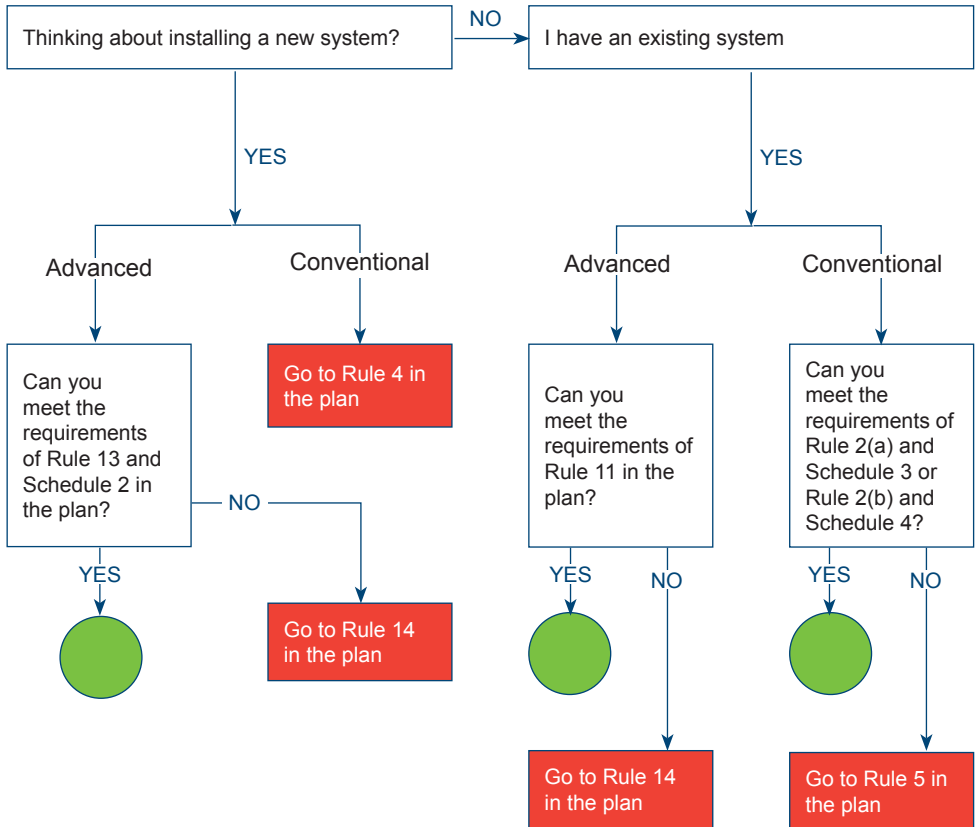 Thinking about installing a new system?
NO
I have an existing system
YES
YES
Advanced
Conventional
Advanced
Conventional
Can you
meet the
requirements
of Rule 13 and
Schedule 2 in
the plan?
Go to Rule 4 in
the plan
Can you
meet the
requirements of
Rule 11 in the
plan?
Can you
meet the
requirements of
Rule 2(a) and
Schedule 3 or
Rule 2(b) and
Schedule 4?
NO
YES
YES
NO
YES
NO
Go to Rule 14
in the plan
Go to Rule 14
in the plan
Go to Rule 5 in
the plan